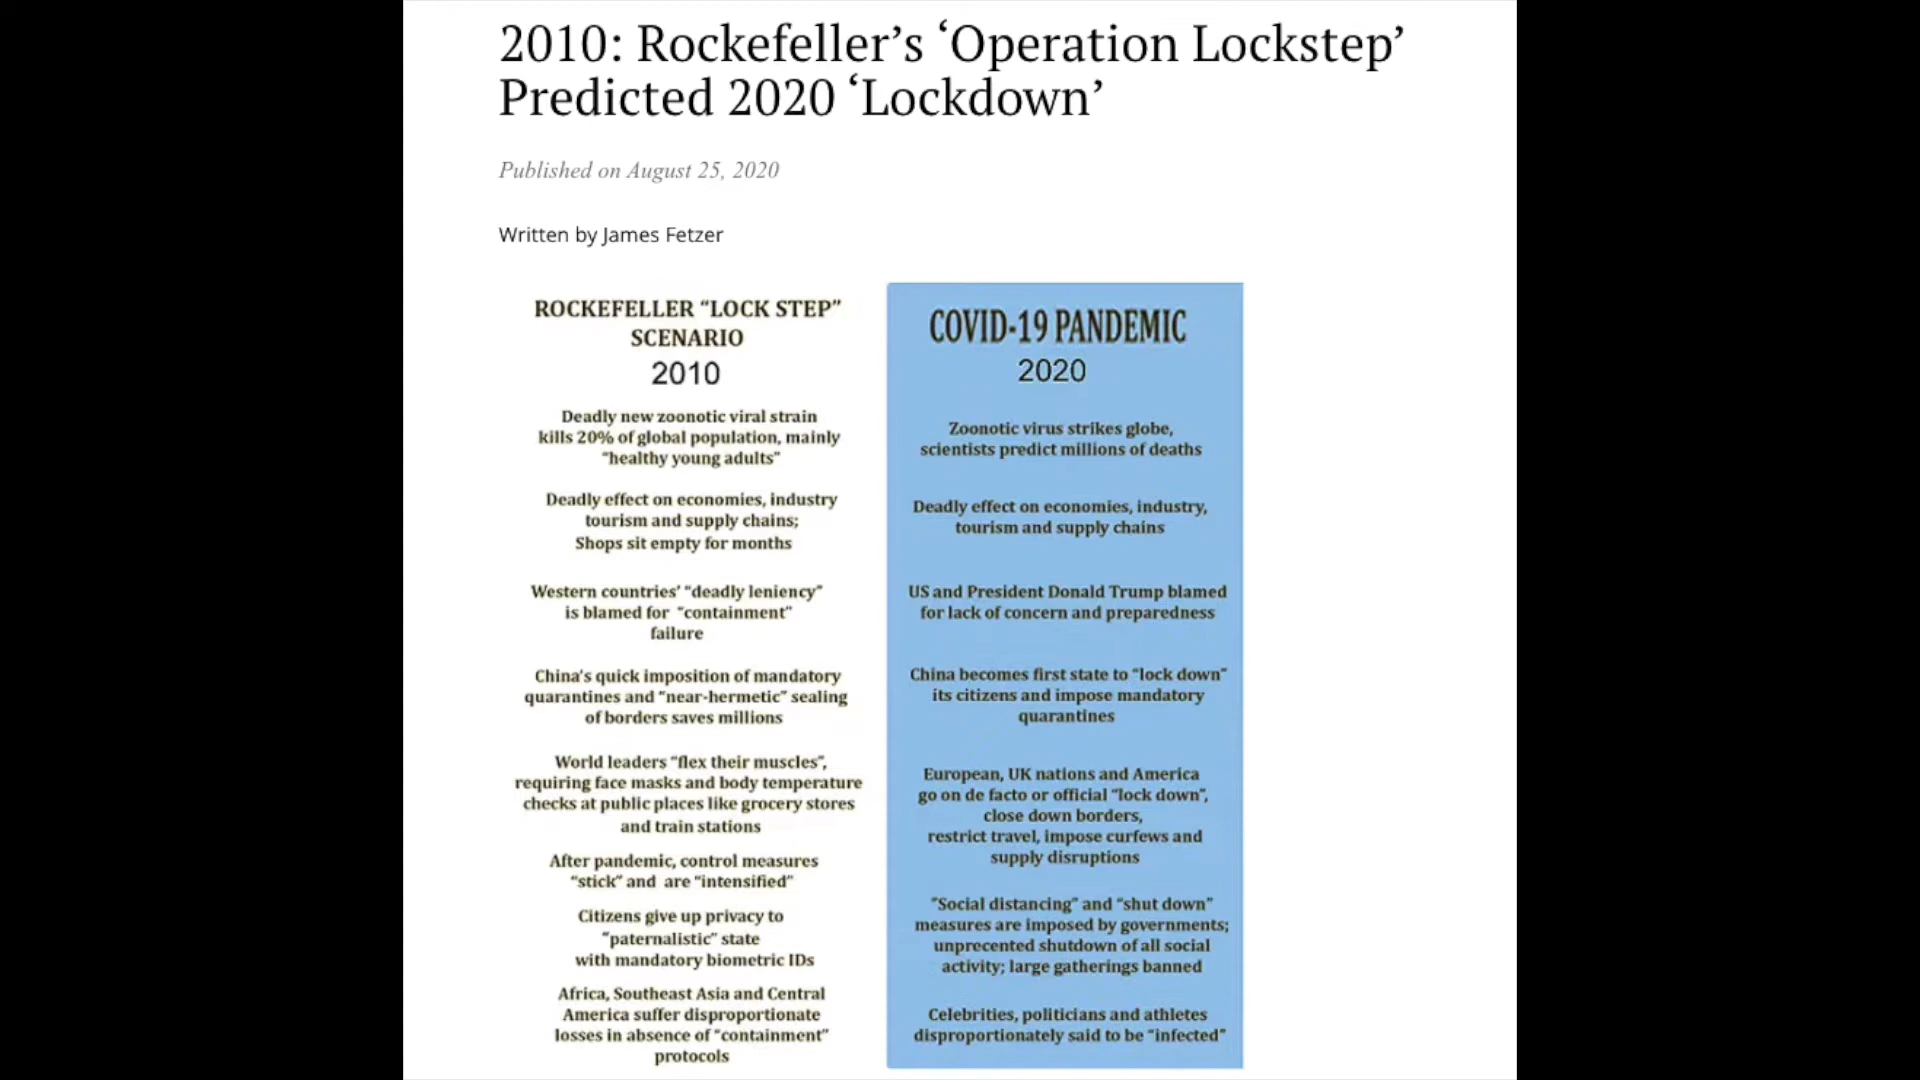 2010: Rockefeller’s ‘Operation Lockstep’
Predicted 2020 ‘Lockdown’
Published on August 25, 2020
Written by James Fetzer
ROCKEFELLER “LOCK STEP”
SCENARIO
2010
Deadly new zoonotic viral strain
kills 20% of global population, mainly
“healthy young adults”
Deadly effect on economies, industry
tourism and supply chains;
Shops sit empty for months
Western countries’ “deadly leniency”
is blamed for “containment”
failure
China’s quick imposition of mandatory
quarantines and “near-hermetic” sealing
of borders saves millions
World leaders “flex their muscles”,
requiring face masks and body temperature
checks at public places like grocery stores
and train stations
After pandemic, control measures
“stick” and are “intensified”
Citizens give up privacy to
“paternalistic” state
with mandatory biometric IDs
Africa, Southeast Asia and Central
America suffer disproportionate
losses in absence of “containment”
protocols
COVID-19 PANDEMIC
2020
Zoonotic virus strikes globe,
scientists predict millions of deaths
Deadly effect on economies, industry,
tourism and supply chains
US and President Donald Trump blamed
for lack of concern and preparedness
China becomes first state to “lock down”
its citizens and impose mandatory
quarantines
European, UK nations and America
go on de facto or official “lock down”,
close down borders,
restrict travel, impose curfews and
supply disruptions
“Social distancing” and “shut down”
measures are imposed by governments;
unprecented shutdown of all social
activity; large gatherings banned
Celebrities, politicians and athletes
disproportionately said to be “infected”